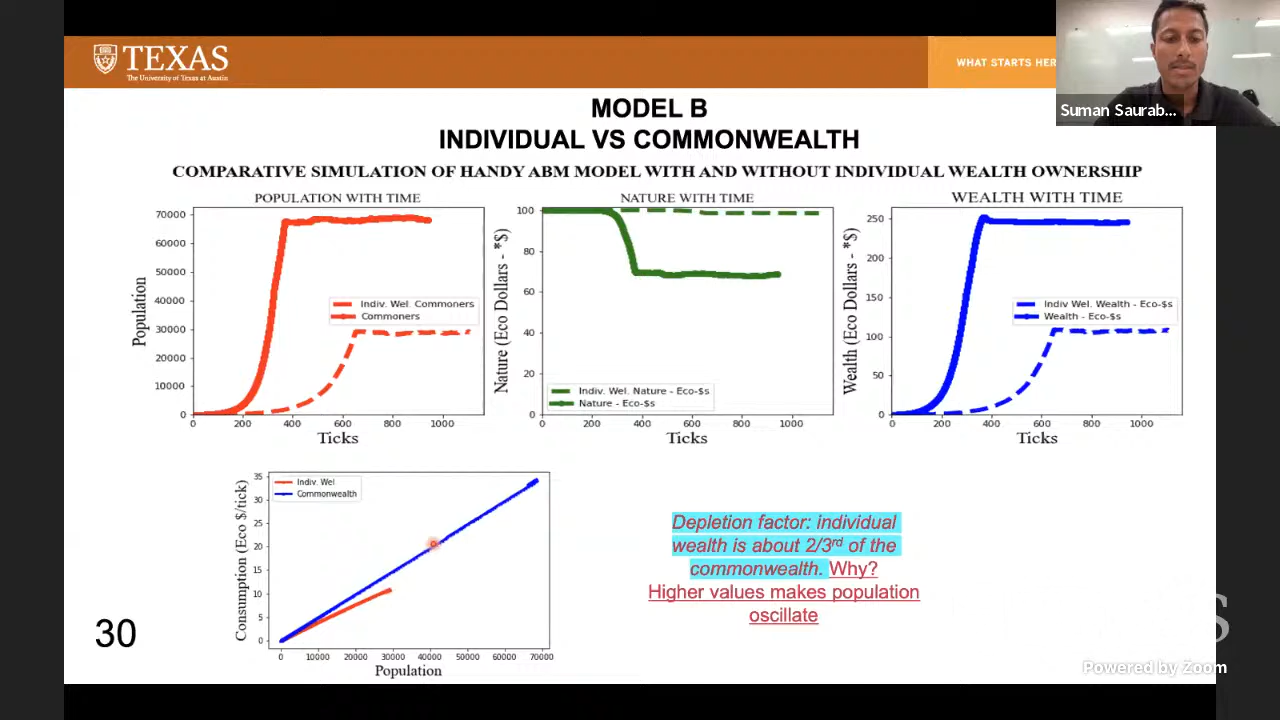 TEXAS
The University of Texas at Austin
WHAT STARTS HER
Suman Saurab...
MODEL B
INDIVIDUAL VS COMMONWEALTH
COMPARATIVE SIMULATION OF HANDY ABM MODEL WITH AND WITHOUT INDIVIDUAL WEALTH OWNERSHIP
POPULATION WITH TIME
70000
60000
50000
40000
30000
20000
10000
0
Population
Indiv. Wel. Commoners
Commoners
0 200 400 600 800 1000
Ticks
NATURE WITH TIME
100
80
60
40
20
0
Nature (Eco Dollars - *$)
Indiv. Wel. Nature - Eco-$s
Nature - Eco-$s
0 200 400 600 800 1000
Ticks
WEALTH WITH TIME
250
200
150
100
50
0
Wealth (Eco Dollars - *$)
Indiv Wel. Wealth - Eco-$s
Wealth - Eco-$s
0 200 400 600 800 1000
Ticks
35
30
25
20
15
10
5
0
Consumption (Eco $/tick)
Indiv. Wel
Commonwealth
0 10000 20000 30000 40000 50000 60000 70000
Population
Depletion factor: individual
wealth is about 2/3rd of the
commonwealth. Why?
Higher values makes population
oscillate
30
S
Powered by Zoom